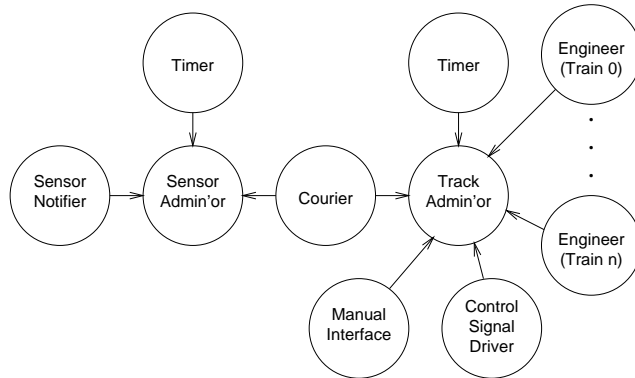 Timer
Timer
Engineer
(Train 0)
Sensor
Notifier
Sensor
Admin'or
Courier
Track
Admin'or
Engineer
(Train n)
Manual
Interface
Control
Signal
Driver